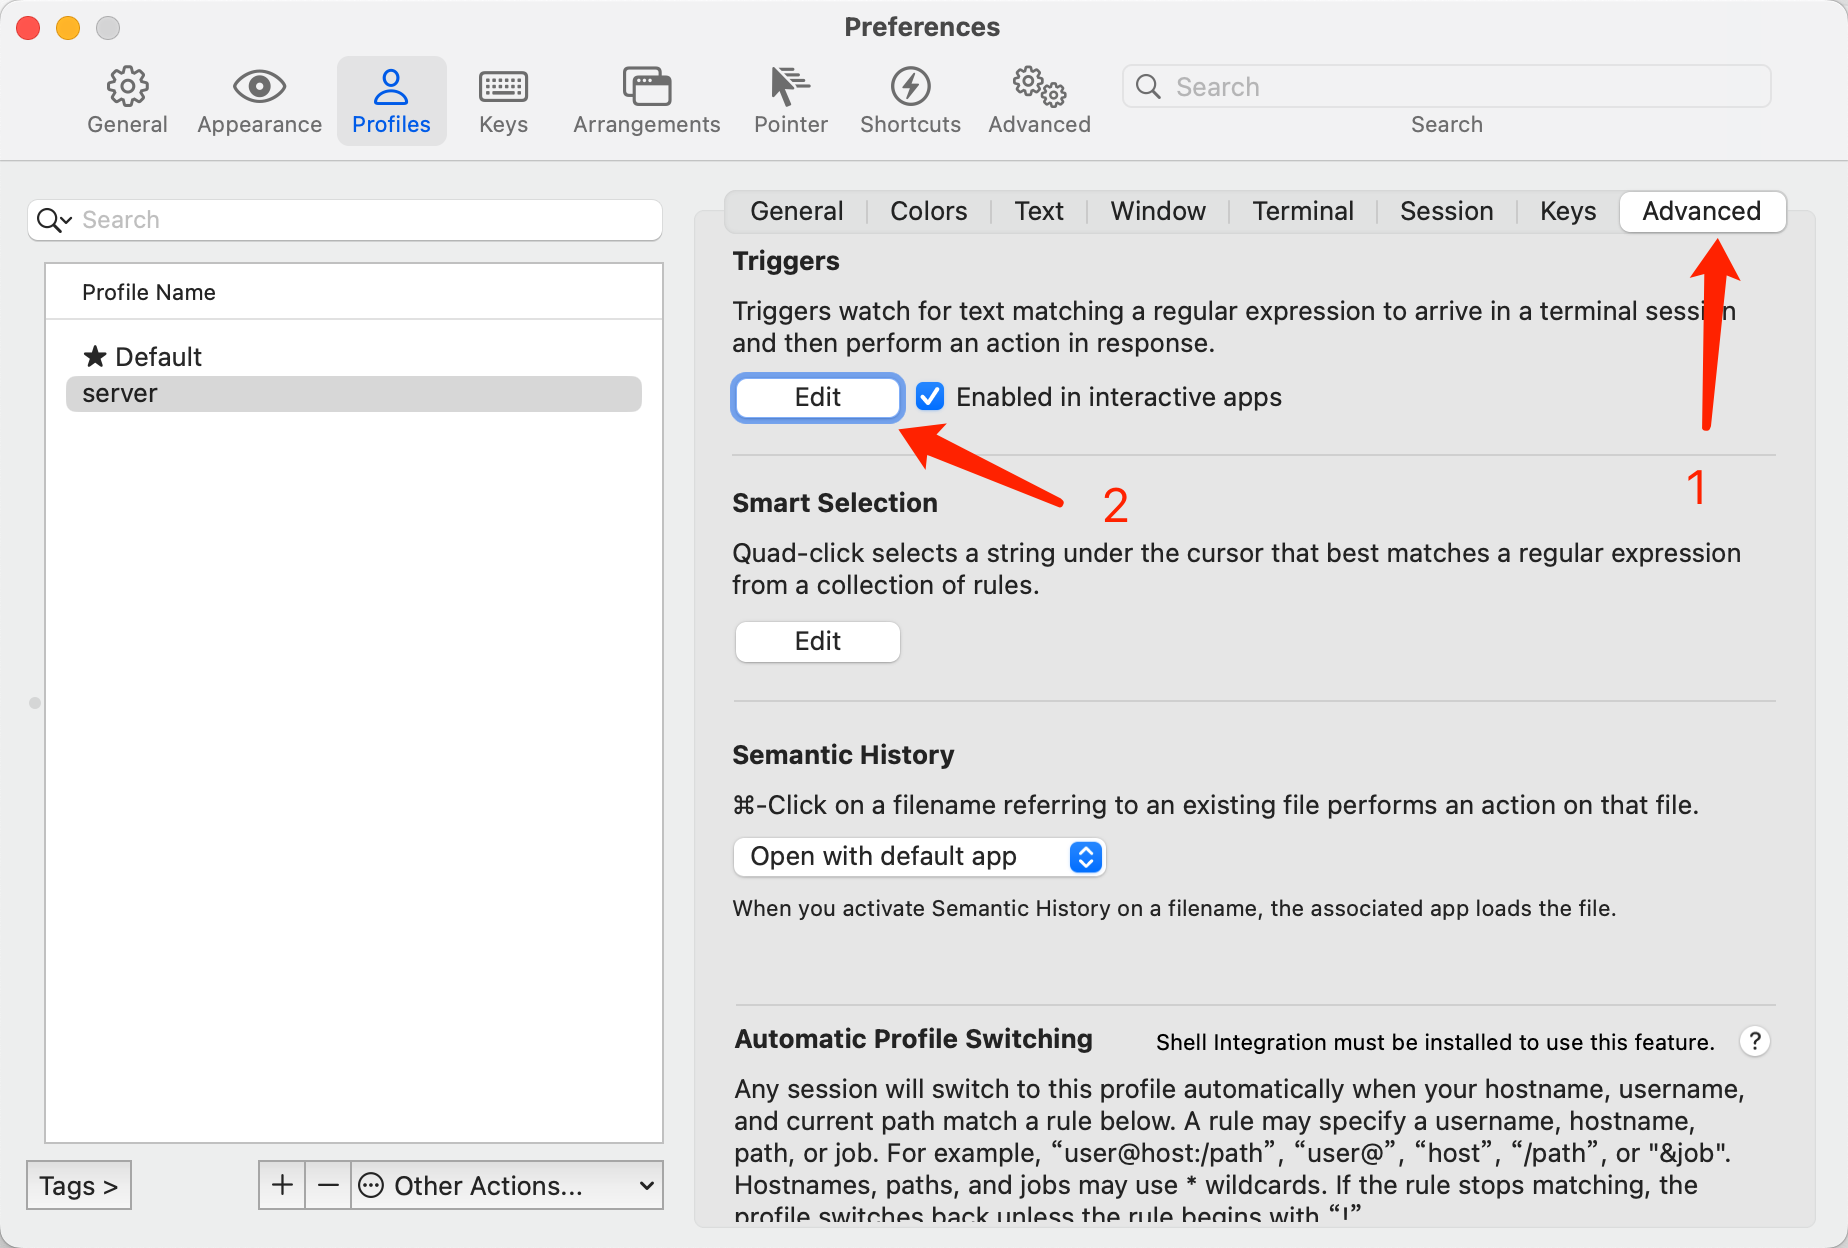 Preferences
General
Appearance
Profiles
Keys
Arrangements
Pointer
Shortcuts
Advanced
Search
Search
Search
Profile Name
★ Default
server
Tags >
+
−
Other Actions...
General
Colors
Text
Window
Terminal
Session
Keys
Advanced
Triggers
Triggers watch for text matching a regular expression to arrive in a terminal session
and then perform an action in response.
Edit
Enabled in interactive apps
1
2
Smart Selection
Quad-click selects a string under the cursor that best matches a regular expression
from a collection of rules.
Edit
Semantic History
⌘-Click on a filename referring to an existing file performs an action on that file.
Open with default app
When you activate Semantic History on a filename, the associated app loads the file.
Automatic Profile Switching
Shell Integration must be installed to use this feature.
?
Any session will switch to this profile automatically when your hostname, username,
and current path match a rule below. A rule may specify a username, hostname,
path, or job. For example, “user@host:/path”, “user@”, “host”, “/path”, or "&job".
Hostnames, paths, and jobs may use * wildcards. If the rule stops matching, the
profile switches back unless the rule begins with “!”